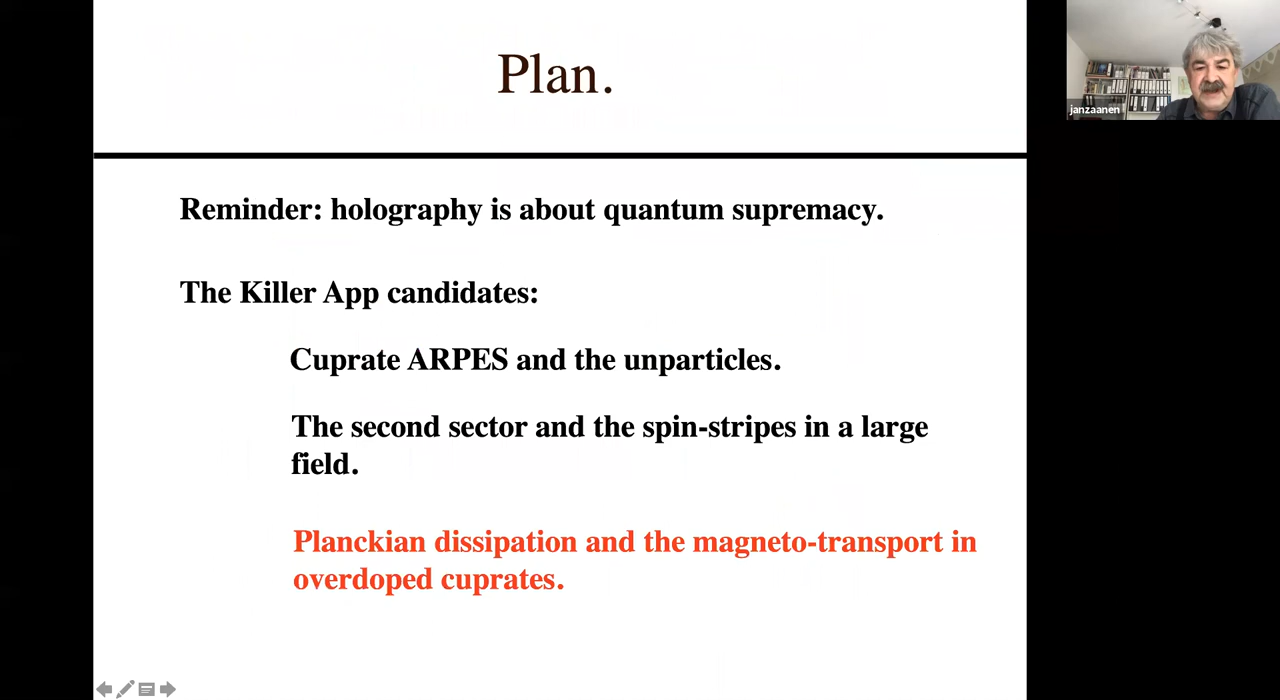 Plan.
janzaanen
Reminder: holography is about quantum supremacy.
The Killer App candidates:
Cuprate ARPES and the unparticles.
The second sector and the spin-stripes in a large
field.
Planckian dissipation and the magneto-transport in
overdoped cuprates.